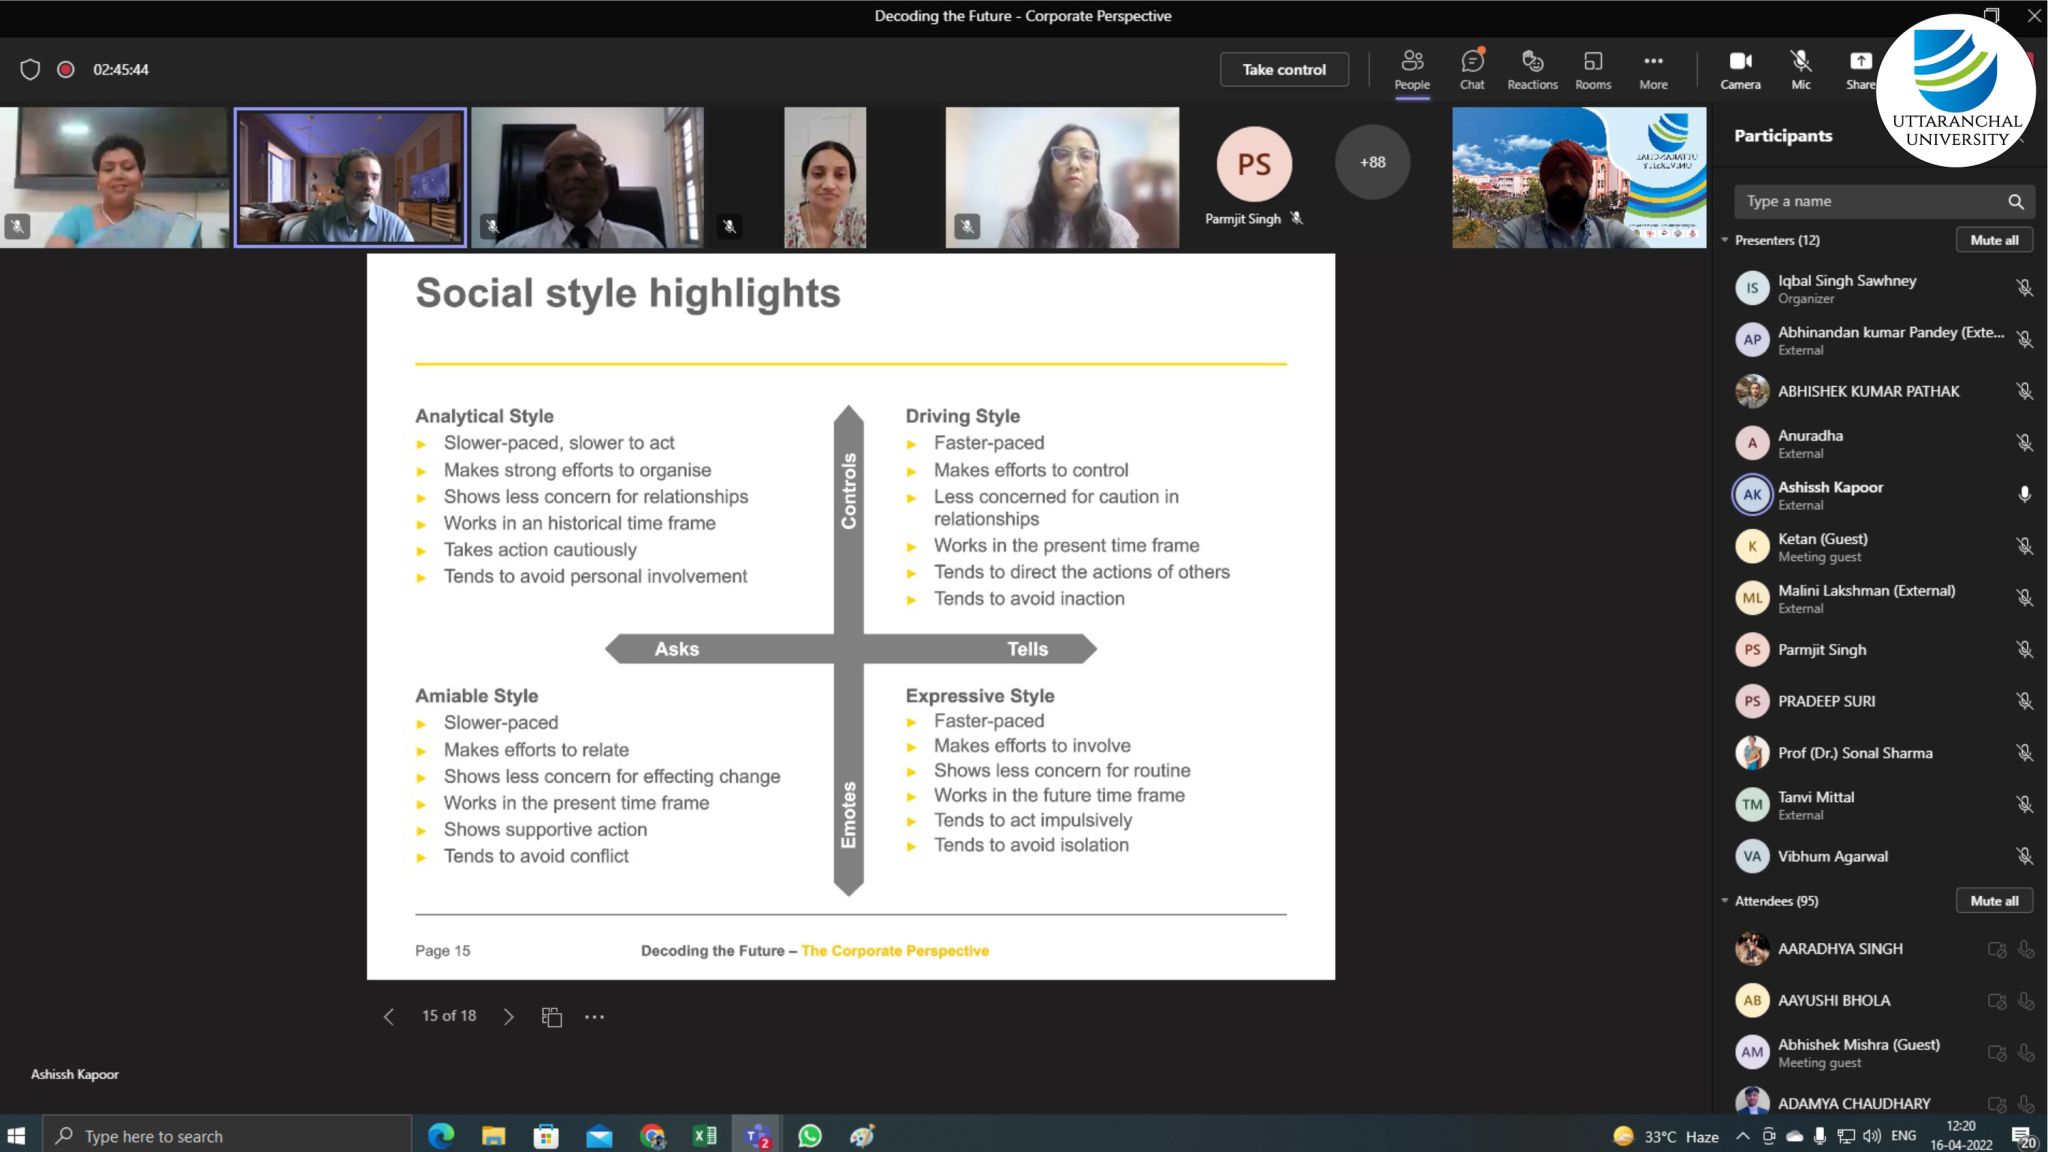 Decoding the Future - Corporate Perspective
02:45:44
Take control
People
Chat
Reactions
Rooms
More
Camera
Mic
Share
UTTARANCHAL
UNIVERSITY
PS
Parmjit Singh
+88
UTTARANCHAL
UNIVERSITY
Participants
Type a name
Presenters (12)
Mute all
IS
Iqbal Singh Sawhney
Organizer
AP
Abhinandan kumar Pandey (Exte...
External
ABHISHEK KUMAR PATHAK
A
Anuradha
External
AK
Ashissh Kapoor
External
K
Ketan (Guest)
Meeting guest
ML
Malini Lakshman (External)
External
PS
Parmjit Singh
PS
PRADEEP SURI
Prof (Dr.) Sonal Sharma
TM
Tanvi Mittal
External
VA
Vibhum Agarwal
Attendees (95)
Mute all
AARADHYA SINGH
AB
AAYUSHI BHOLA
AM
Abhishek Mishra (Guest)
Meeting guest
ADAMYA CHAUDHARY
Social style highlights
Analytical Style
Slower-paced, slower to act
Makes strong efforts to organise
Shows less concern for relationships
Works in an historical time frame
Takes action cautiously
Tends to avoid personal involvement
Controls
Driving Style
Faster-paced
Makes efforts to control
Less concerned for caution in
relationships
Works in the present time frame
Tends to direct the actions of others
Tends to avoid inaction
Asks
Tells
Amiable Style
Slower-paced
Makes efforts to relate
Shows less concern for effecting change
Works in the present time frame
Shows supportive action
Tends to avoid conflict
Emotes
Expressive Style
Faster-paced
Makes efforts to involve
Shows less concern for routine
Works in the future time frame
Tends to act impulsively
Tends to avoid isolation
Page 15
Decoding the Future – The Corporate Perspective
15 of 18
Ashissh Kapoor
Type here to search
2
33°C Haze
ENG
12:20
16-04-2022
20